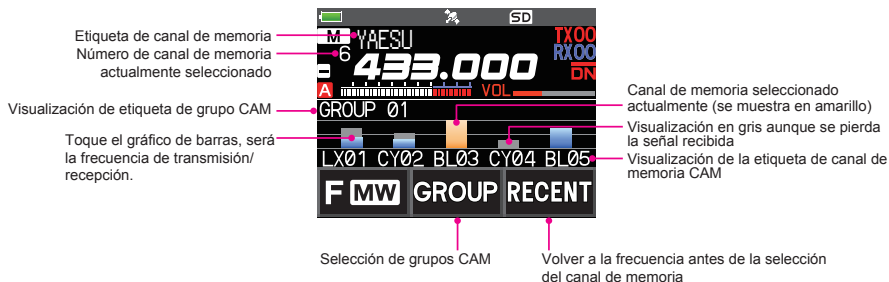 Etiqueta de canal de memoria
Número de canal de memoria
actualmente seleccionado
Visualización de etiqueta de grupo CAM
Toque el gráfico de barras, será
la frecuencia de transmisión/
recepción.
SD
M YAESU
TX00
6
RX00
433.000
DN
A
VOL
GROUP 01
LX01 CY02 BL03 CY04 BL05
F MW GROUP RECENT
Canal de memoria seleccionado
actualmente (se muestra en amarillo)
Visualización en gris aunque se pierda
la señal recibida
Visualización de la etiqueta de canal de
memoria CAM
Selección de grupos CAM
Volver a la frecuencia antes de la selección
del canal de memoria